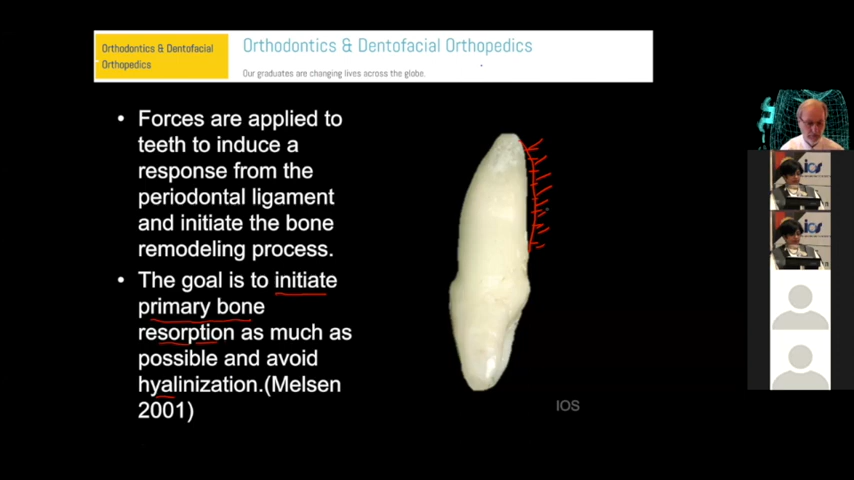 Orthodontics & Dentofacial
Orthopedics
Orthodontics & Dentofacial Orthopedics
Our graduates are changing lives across the globe.
• Forces are applied to
teeth to induce a
response from the
periodontal ligament
and initiate the bone
remodeling process.
• The goal is to initiate
primary bone
resorption as much as
possible and avoid
hyalinization.(Melsen
2001)
IOS
ios
ios